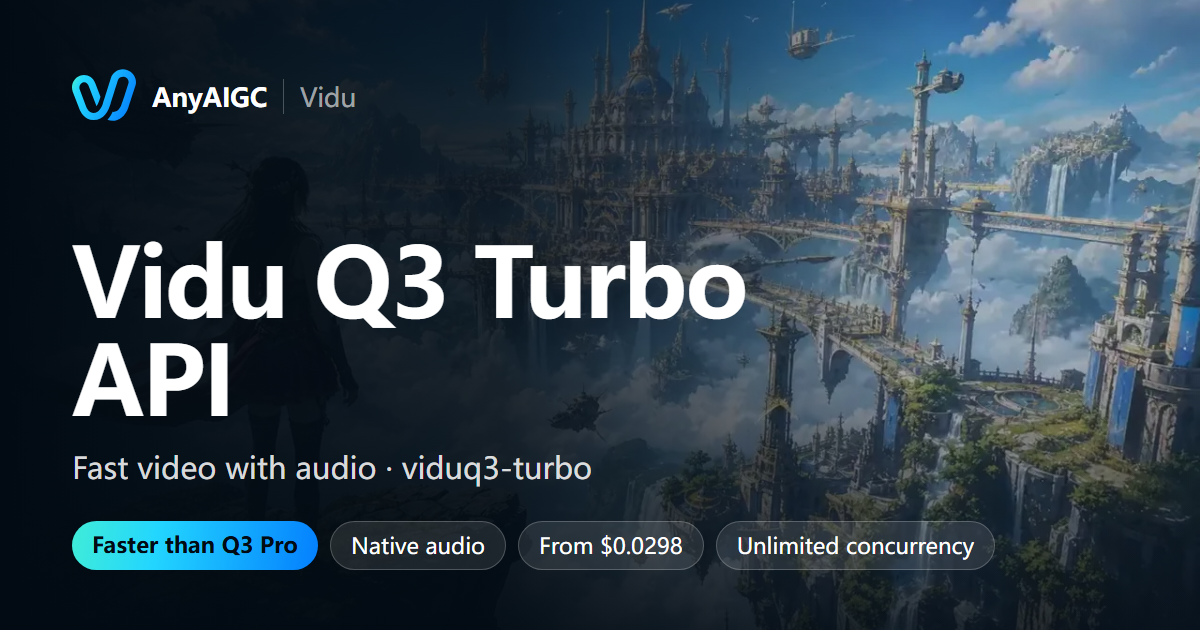 AnyAIGC | Vidu
Vidu Q3 Turbo
API
Fast video with audio · viduq3-turbo
Faster than Q3 Pro
Native audio
From $0.0298
Unlimited concurrency